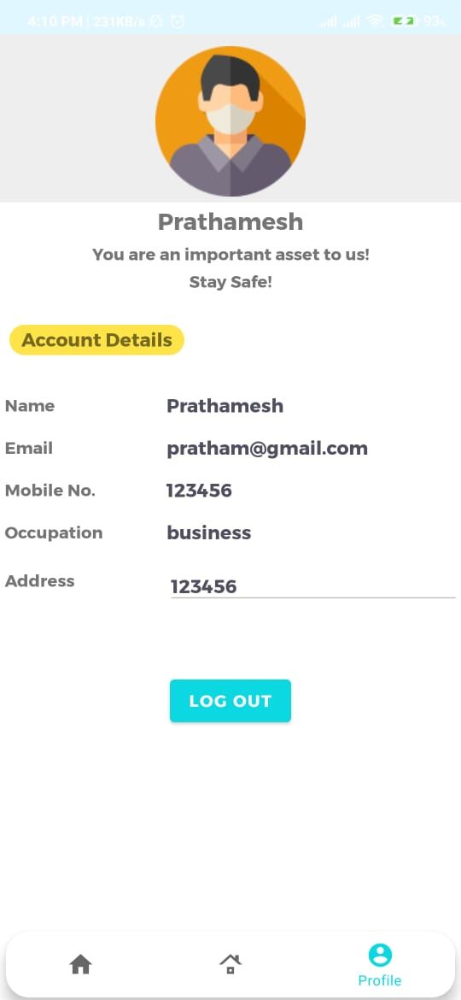 4:10 PM | 231KB/s
93
Prathamesh
You are an important asset to us!
Stay Safe!
Account Details
Name Prathamesh
Email pratham@gmail.com
Mobile No. 123456
Occupation business
Address 123456
LOG OUT
Profile